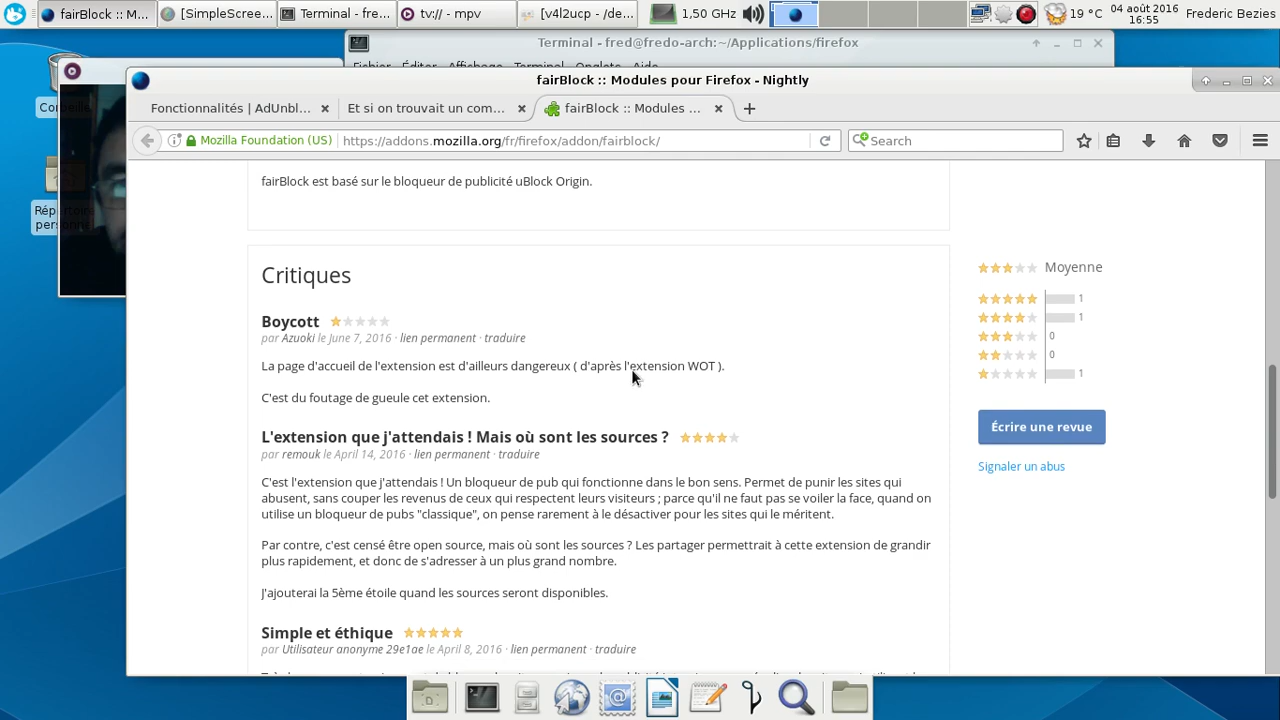 fairBlock :: M...
[SimpleScree...
Terminal - fre...
tv:// - mpv
[v4l2ucp - /de...
1,50 GHz
19 °C
04 août 2016
16:55
Frederic Bezies
Terminal - fred@fredo-arch:~/Applications/firefox
Fichier Éditer Affichage Terminal Onglets Aide
fairBlock :: Modules pour Firefox - Nightly
Fonctionnalités | AdUnbl...
Et si on trouvait un com...
fairBlock :: Modules ...
Mozilla Foundation (US)
https://addons.mozilla.org/fr/firefox/addon/fairblock/
Search
fairBlock est basé sur le bloqueur de publicité uBlock Origin.
Critiques
Boycott
par Azuoki le June 7, 2016 · lien permanent · traduire
La page d'accueil de l'extension est d'ailleurs dangereux ( d'après l'extension WOT ).
C'est du foutage de gueule cet extension.
L'extension que j'attendais ! Mais où sont les sources ?
par remouk le April 14, 2016 · lien permanent · traduire
C'est l'extension que j'attendais ! Un bloqueur de pub qui fonctionne dans le bon sens. Permet de punir les sites qui
abusent, sans couper les revenus de ceux qui respectent leurs visiteurs ; parce qu'il ne faut pas se voiler la face, quand on
utilise un bloqueur de pubs "classique", on pense rarement à le désactiver pour les sites qui le méritent.
Par contre, c'est censé être open source, mais où sont les sources ? Les partager permettrait à cette extension de grandir
plus rapidement, et donc de s'adresser à un plus grand nombre.
J'ajouterai la 5ème étoile quand les sources seront disponibles.
Simple et éthique
par Utilisateur anonyme 29e1ae le April 8, 2016 · lien permanent · traduire
Moyenne
1
1
0
0
1
Écrire une revue
Signaler un abus